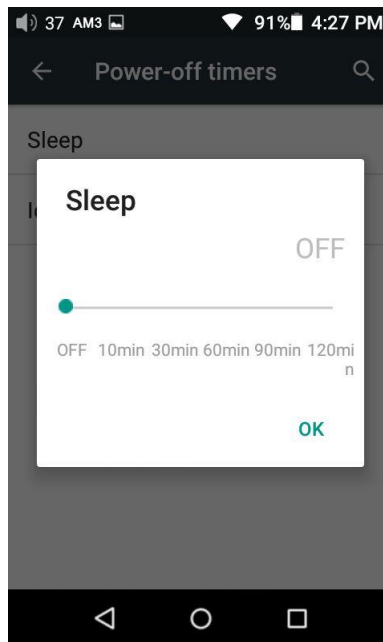 37 AM3 91% 4:27 PM
Power-off timers
Sleep
Sleep
OFF
OFF 10min 30min 60min 90min 120mi
n
OK